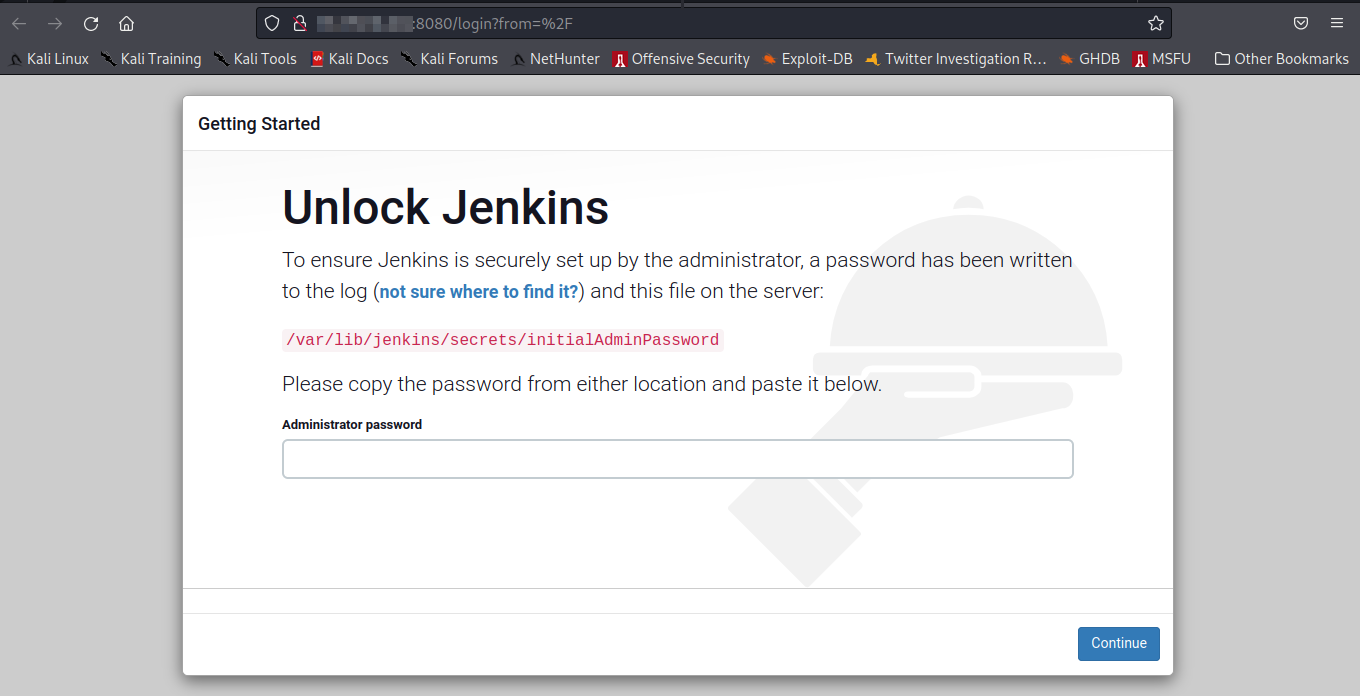 :8080/login?from=%2F
Kali Linux Kali Training Kali Tools Kali Docs Kali Forums NetHunter Offensive Security Exploit-DB Twitter Investigation R... GHDB MSFU Other Bookmarks
Getting Started
Unlock Jenkins
To ensure Jenkins is securely set up by the administrator, a password has been written
to the log (not sure where to find it?) and this file on the server:
/var/lib/jenkins/secrets/initialAdminPassword
Please copy the password from either location and paste it below.
Administrator password
Continue